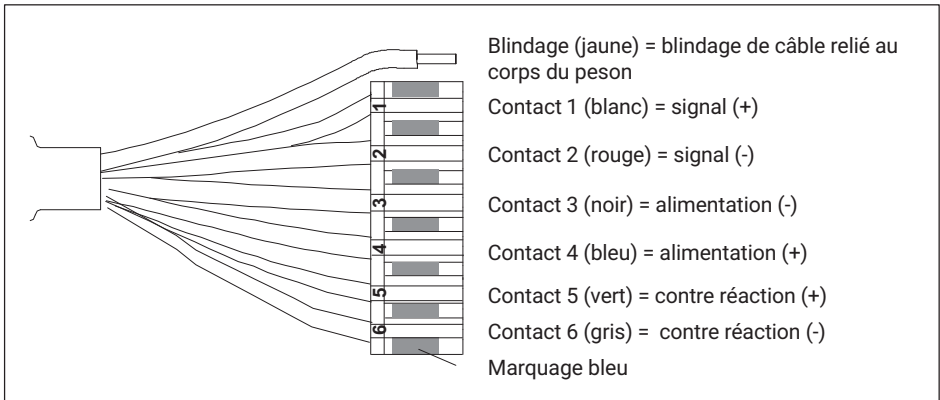 Blindage (jaune) = blindage de câble relié au
corps du peson
1
Contact 1 (blanc) = signal (+)
2
Contact 2 (rouge) = signal (-)
3
Contact 3 (noir) = alimentation (-)
4
Contact 4 (bleu) = alimentation (+)
5
Contact 5 (vert) = contre réaction (+)
6
Contact 6 (gris) = contre réaction (-)
Marquage bleu